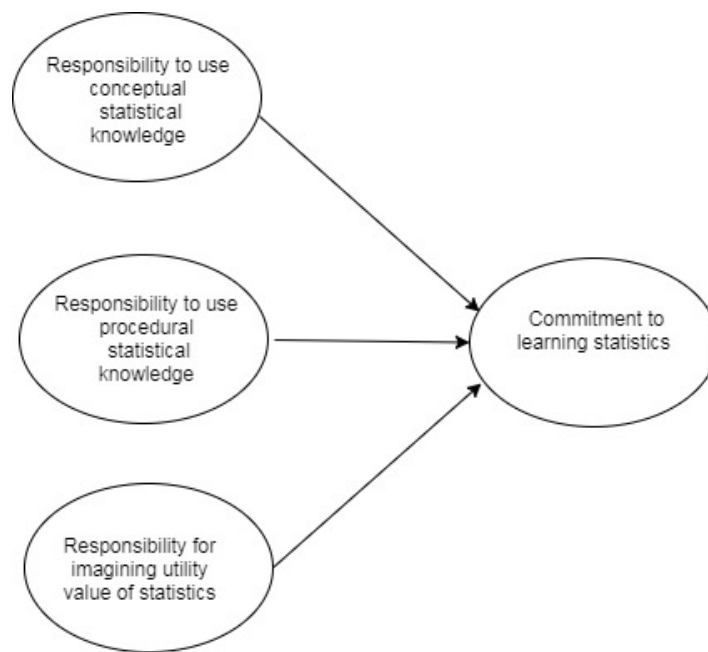 Responsibility to use
conceptual
statistical
knowledge
Responsibility to use
procedural
statistical
knowledge
Commitment to
learning statistics
Responsibility for
imagining utility
value of statistics